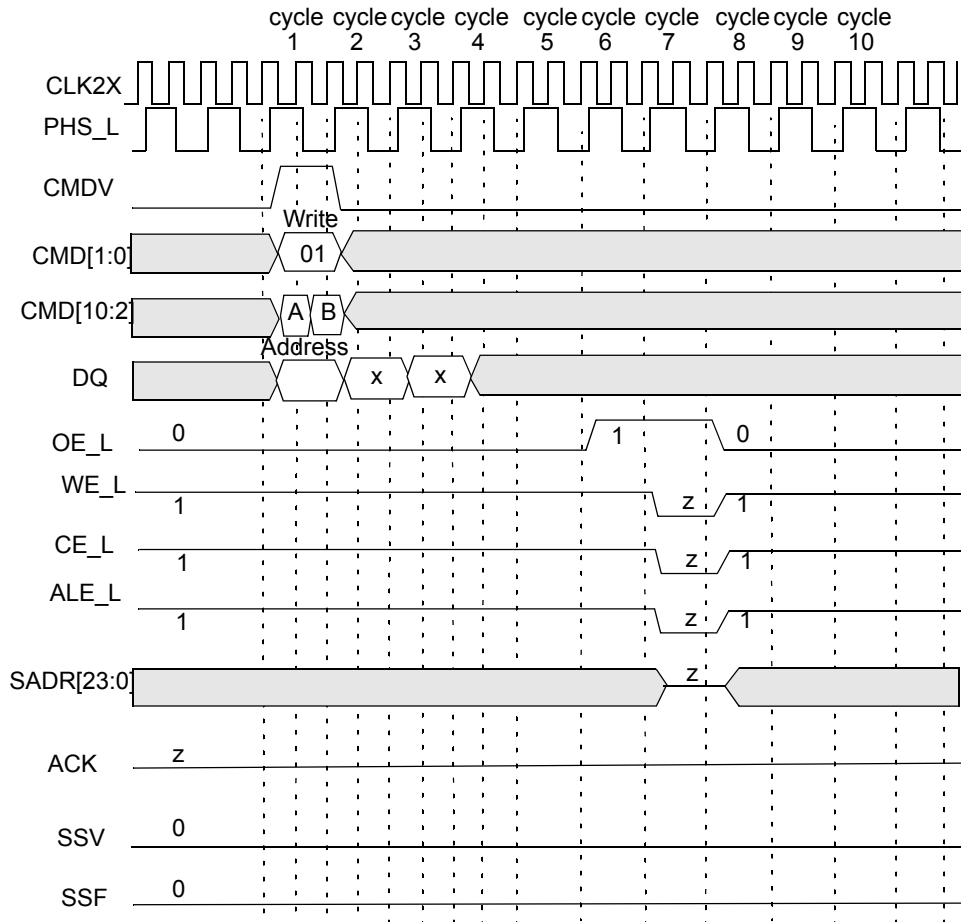 cycle cycle cycle cycle cycle cycle cycle cycle cycle cycle
1 2 3 4 5 6 7 8 9 10
CLK2X
PHS_L
CMDV
Write
CMD[1:0] 01
CMD[10:2] A B
Address
DQ x x
OE_L 0 1 0
WE_L 1 z 1
CE_L 1 z 1
ALE_L 1 z 1
SADR[23:0] z
ACK z
SSV 0
SSF 0